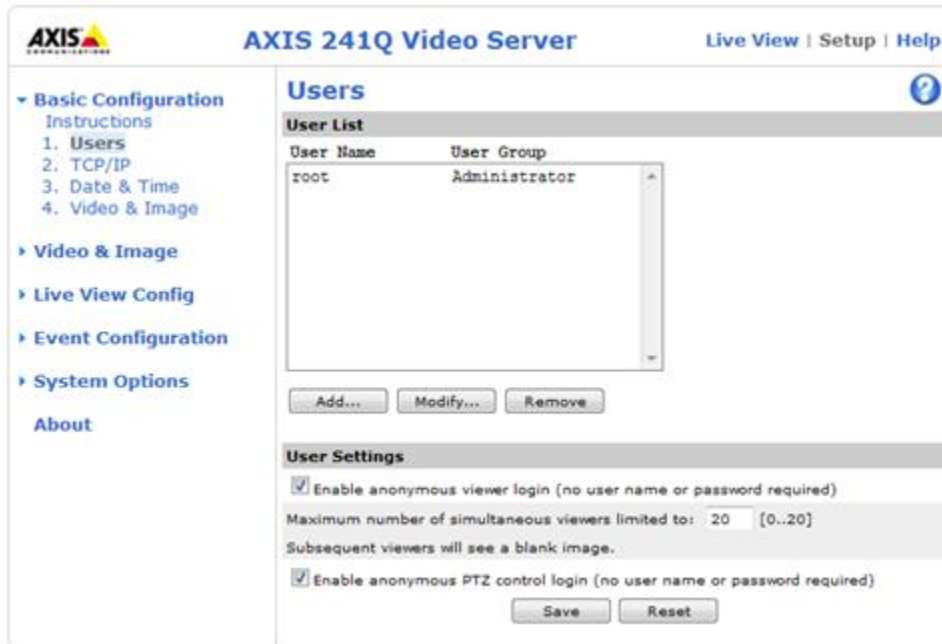 AXIS
COMMUNICATIONS
AXIS 241Q Video Server
Live View | Setup | Help
Basic Configuration
Instructions
1. Users
2. TCP/IP
3. Date & Time
4. Video & Image
Video & Image
Live View Config
Event Configuration
System Options
About
Users
?
User List
User Name User Group
root Administrator
Add... Modify... Remove
User Settings
Enable anonymous viewer login (no user name or password required)
Maximum number of simultaneous viewers limited to: 20 [0..20]
Subsequent viewers will see a blank image.
Enable anonymous PTZ control login (no user name or password required)
Save Reset